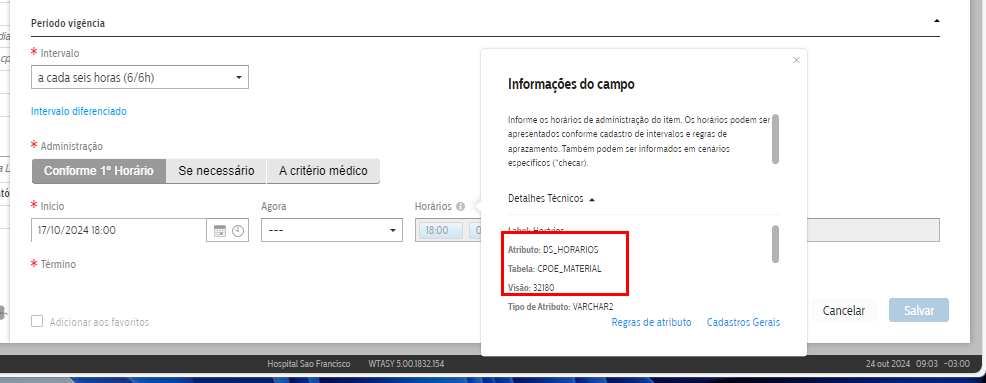 Período vigência
dia
* Intervalo
cp
a cada seis horas (6/6h)
Intervalo diferenciado
* Administração
Conforme 1º Horário
Se necessário
A critério médico
* Início
Agora
Horários
17/10/2024 18:00
---
18:00
* Término
Adicionar aos favoritos
Informações do campo
Informe os horários de administração do item. Os horários podem ser
apresentados conforme cadastro de intervalos e regras de
aprazamento. Também podem ser informados em cenários
específicos (*checar).
Detalhes Técnicos
Label: Horários
Atributo: DS_HORARIOS
Tabela: CPOE_MATERIAL
Visão: 32180
Tipo de Atributo: VARCHAR2
Regras de atributo
Cadastros Gerais
Cancelar
Salvar
Hospital Sao Francisco
WTASY 5.00.1832.154
24 out 2024
09:03
-03:00